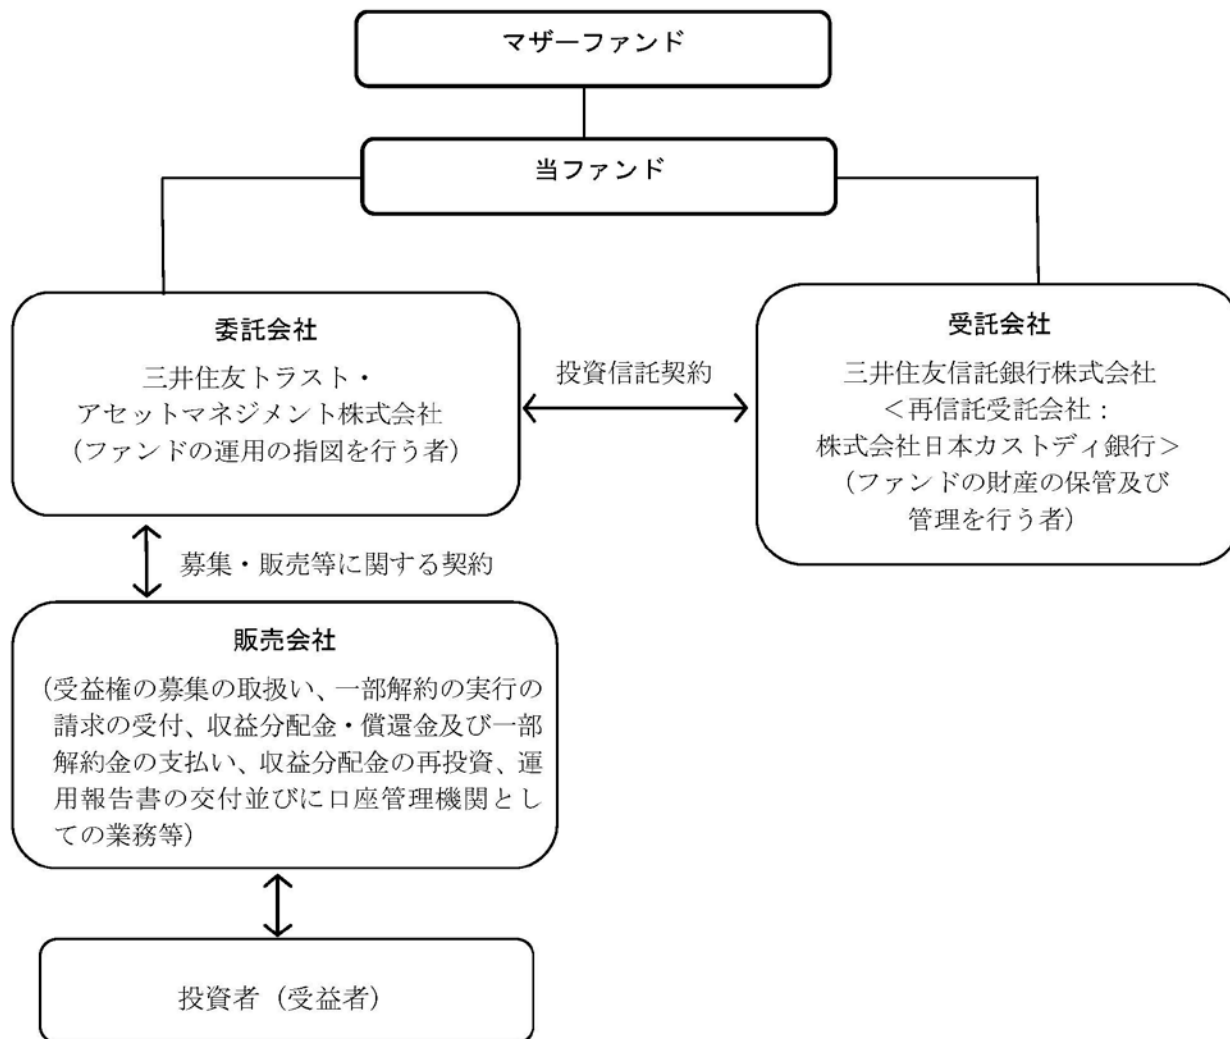 マザーファンド
当ファンド
委託会社
三井住友トラスト・
アセットマネジメント株式会社
（ファンドの運用の指図を行う者）
投資信託契約
受託会社
三井住友信託銀行株式会社
＜再信託受託会社：
株式会社日本カストディ銀行＞
（ファンドの財産の保管及び
管理を行う者）
募集・販売等に関する契約
販売会社
（受益権の募集の取扱い、一部解約の実行の
請求の受付、収益分配金・償還金及び一部
解約金の支払い、収益分配金の再投資、運
用報告書の交付並びに口座管理機関とし
ての業務等）
投資者（受益者）